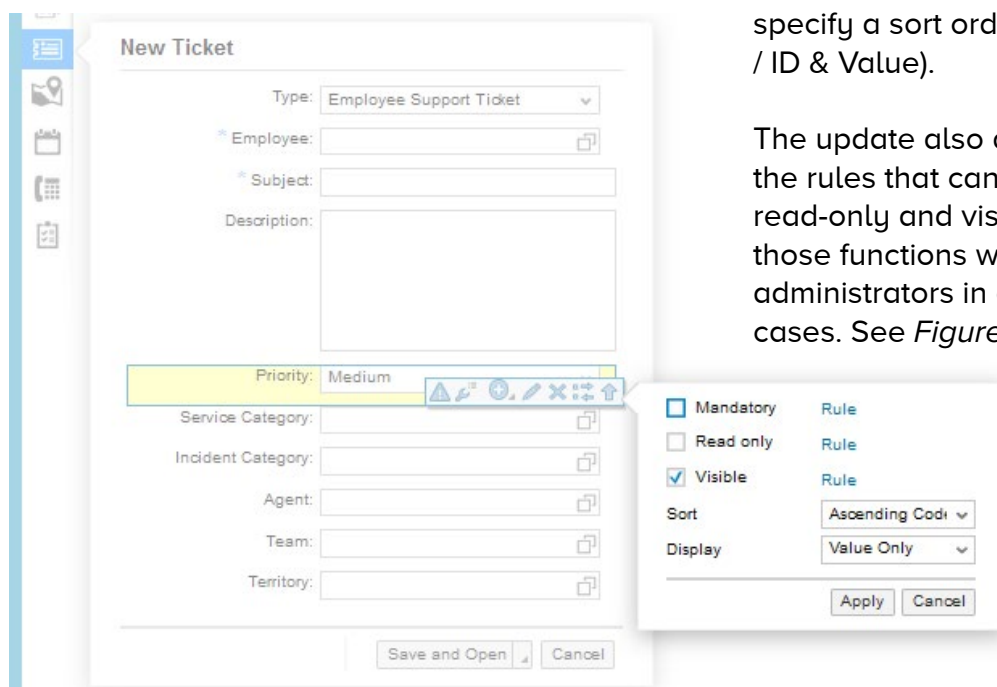 specify a sort ord
/ ID & Value).
The update also
the rules that can
read-only and vis
those functions w
administrators in
cases. See Figure
New Ticket
Type: Employee Support Ticket
* Employee:
* Subject:
Description:
Priority: Medium
Service Category:
Incident Category:
Agent:
Team:
Territory:
Save and Open Cancel
Mandatory Rule
Read only Rule
Visible Rule
Sort Ascending Code
Display Value Only
Apply Cancel